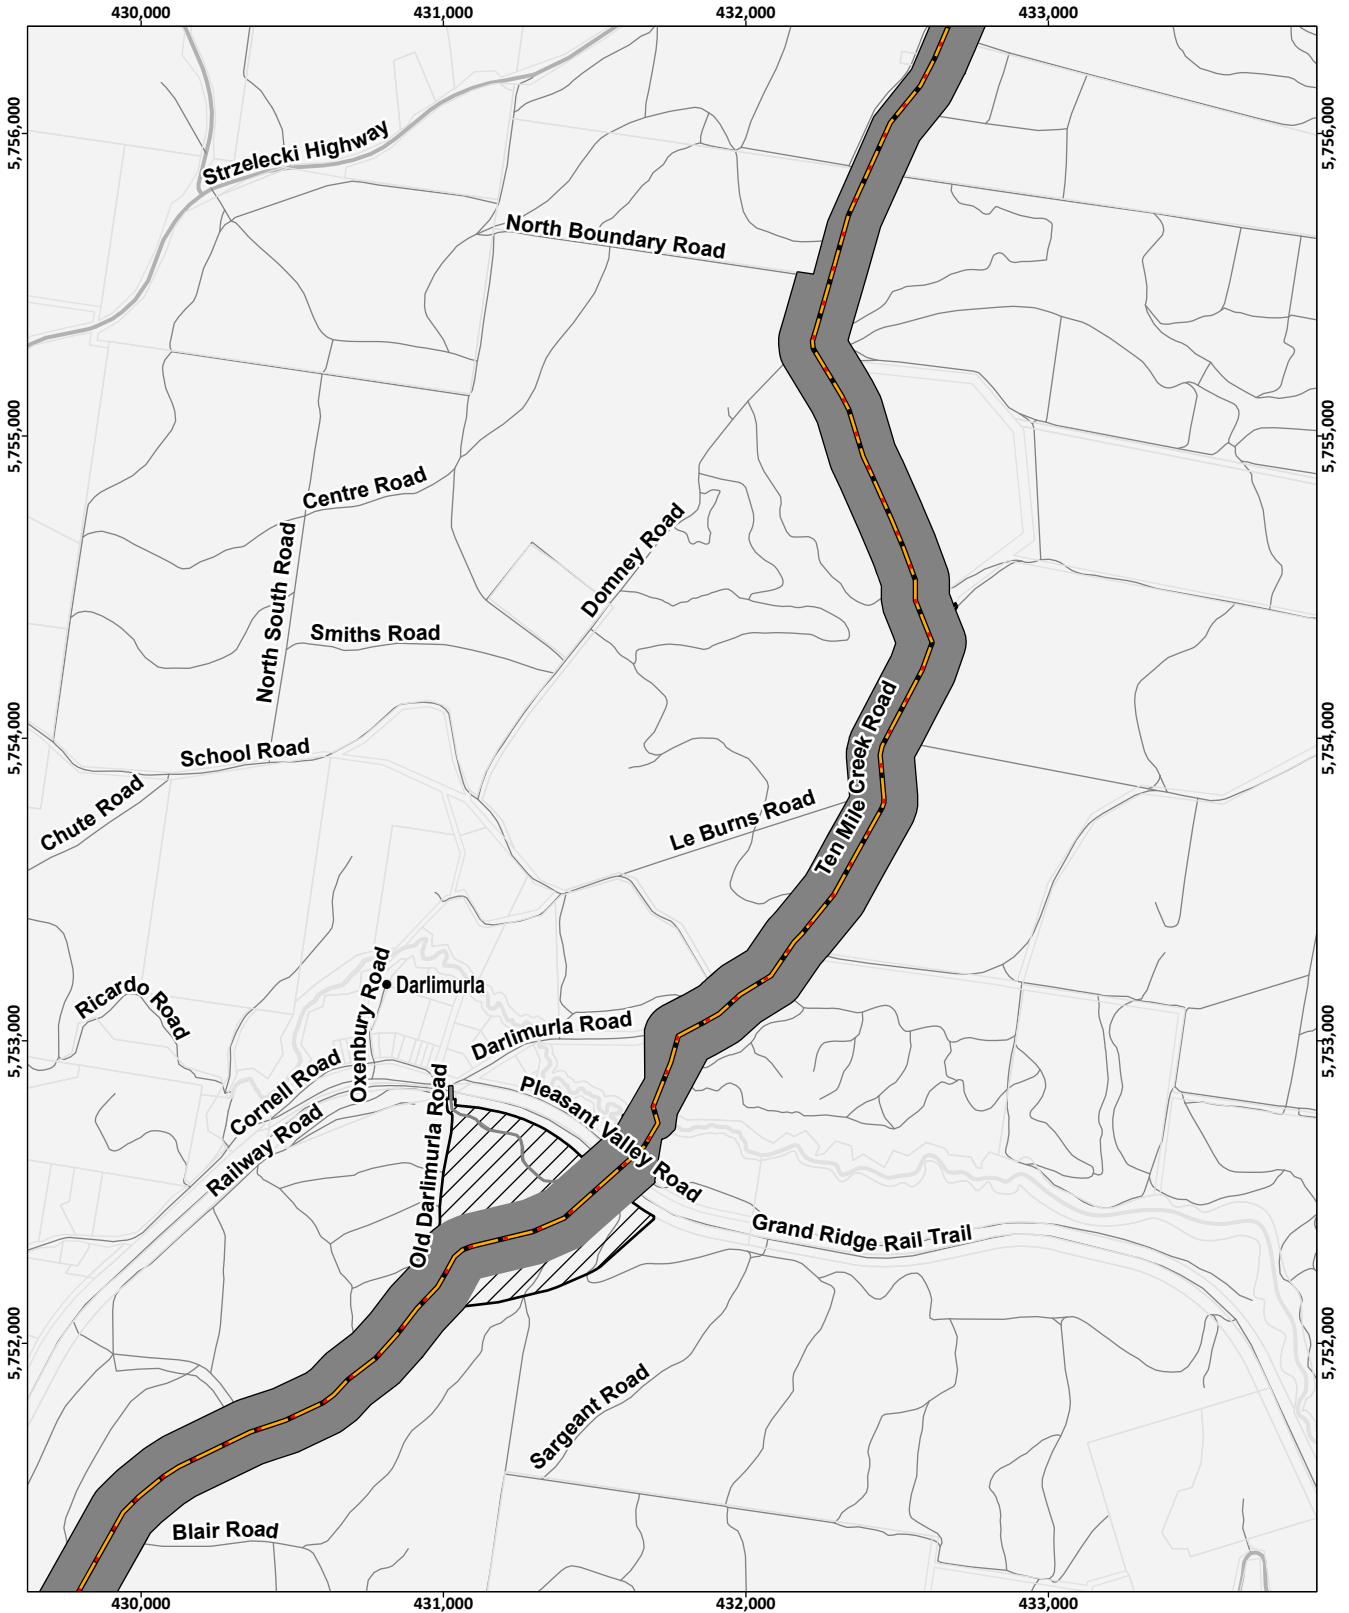 430,000
431,000
432,000
433,000
5,756,000
5,756,000
Strzelecki Highway
North Boundary Road
5,755,000
5,755,000
Centre Road
North South Road
Domney Road
Smiths Road
5,754,000
5,754,000
School Road
Chute Road
Ten Mile Creek Road
Le Burns Road
Oxenbury Road
Darlimurla
Ricardo Road
5,753,000
5,753,000
Darlimurla Road
Cornell Road
Pleasant Valley Road
Railway Road
Old Darlimurla Road
Grand Ridge Rail Trail
5,752,000
5,752,000
Sargeant Road
Blair Road
430,000
431,000
432,000
433,000